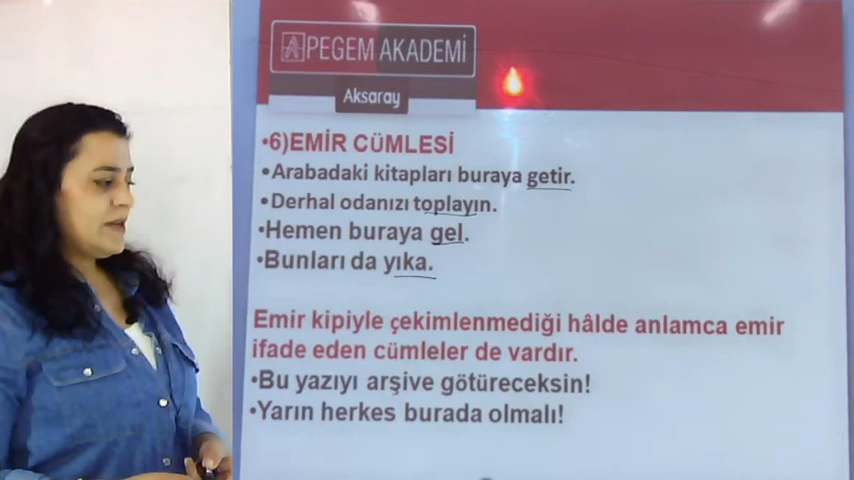 PEGEM AKADEMİ
Aksaray
•6)EMİR CÜMLESİ
•Arabadaki kitapları buraya getir.
•Derhal odanızı toplayın.
•Hemen buraya gel.
•Bunları da yıka.
Emir kipiyle çekimlenmediği hâlde anlamca emir
ifade eden cümleler de vardır.
•Bu yazıyı arşive götüreceksin!
•Yarın herkes burada olmalı!